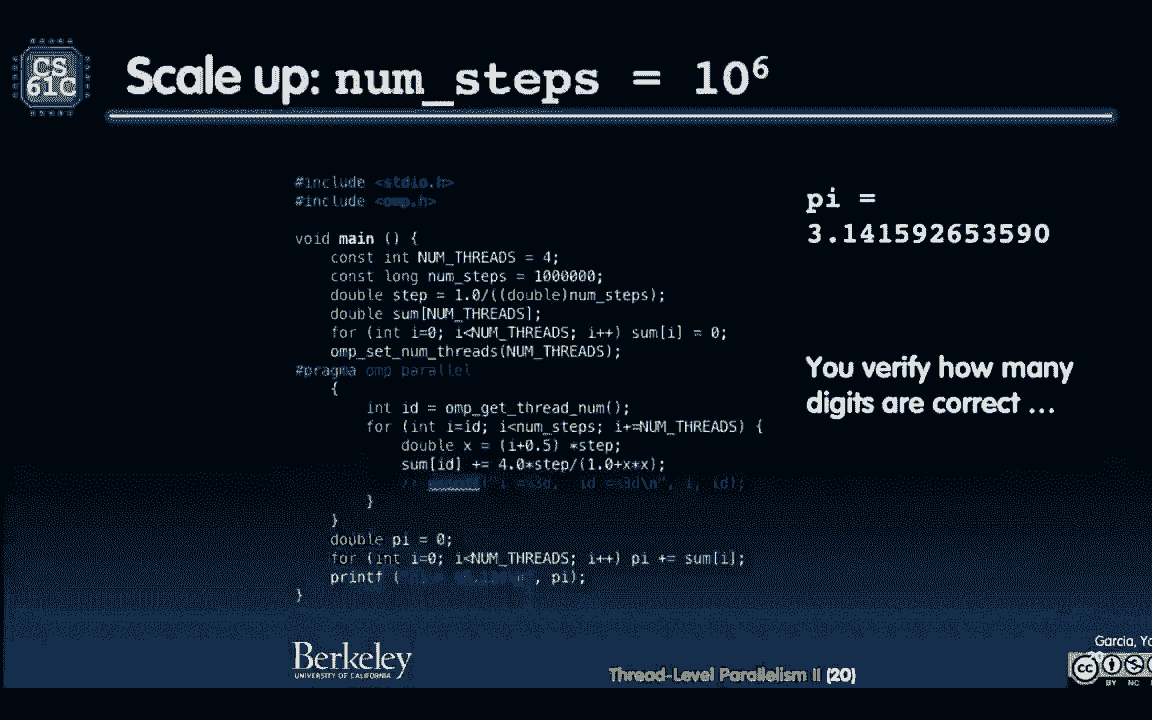 CS
61C
Scale up: num_steps = 10⁶
#include <stdio.h>
#include <omp.h>
void main () {
const int NUM_THREADS = 4;
const long num_steps = 1000000;
double step = 1.0/((double)num_steps);
double sum[NUM_THREADS];
for (int i=0; i<NUM_THREADS; i++) sum[i] = 0;
omp_set_num_threads(NUM_THREADS);
#pragma omp parallel
{
int id = omp_get_thread_num();
for (int i=id; i<num_steps; i+=NUM_THREADS) {
double x = (i+0.5) *step;
sum[id] += 4.0*step/(1.0+x*x);
// printf("i =%3d, id =%3d\n", i, id);
}
}
double pi = 0;
for (int i=0; i<NUM_THREADS; i++) pi += sum[i];
printf ( , pi);
}
pi =
3.141592653590
You verify how many
digits are correct ...
Berkeley
UNIVERSITY OF CALIFORNIA
Thread-Level Parallelism II (20)
Garcia,
cc
BY NC